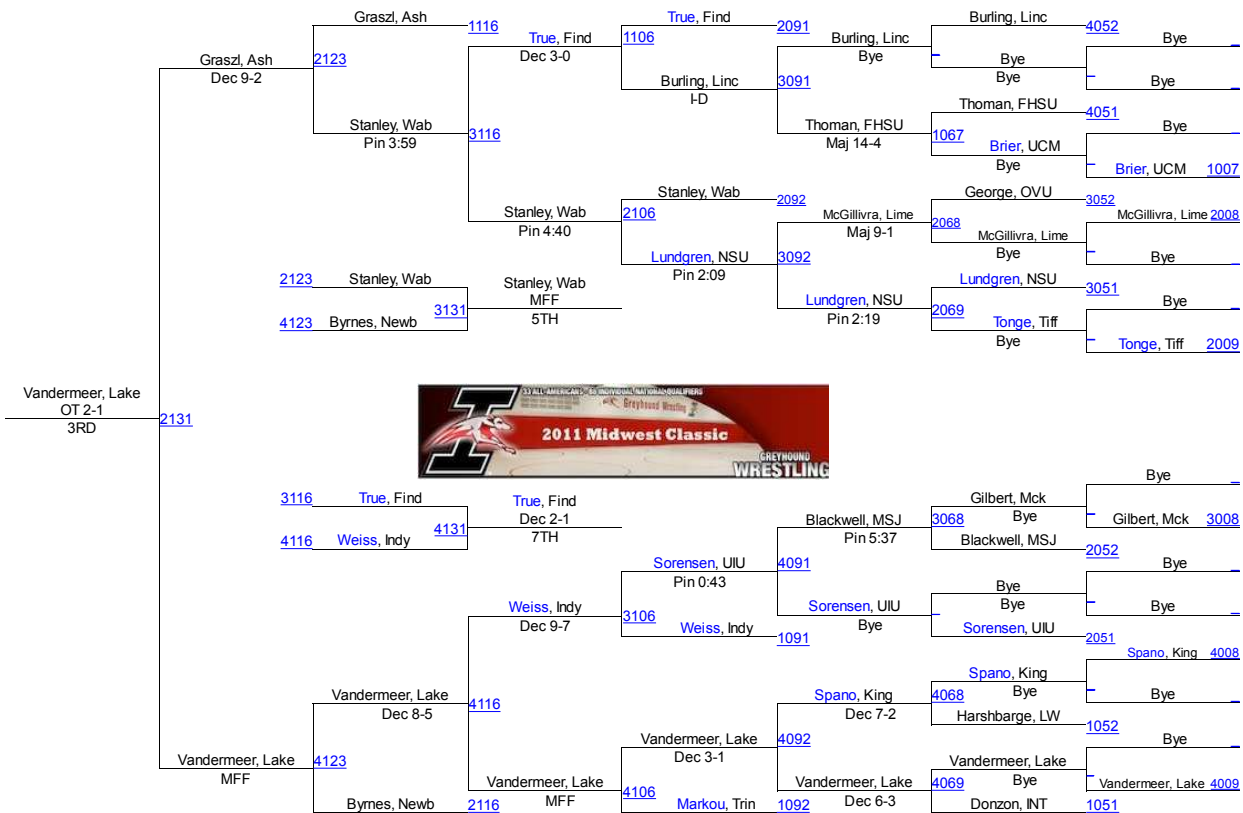 Graszl, Ash
1116
True, Find
2091
Burling, Linc
4052
Bye
Graszl, Ash
Dec 9-2
2123
True, Find
Dec 3-0
1106
Burling, Linc
Bye
Bye
Bye
Burling, Linc
I-D
3091
Bye
Thoman, FHSU
4051
Stanley, Wab
Pin 3:59
3116
Thoman, FHSU
Maj 14-4
1067
Bye
Brier, UCM
Bye
Brier, UCM 1007
Stanley, Wab
2092
George, OVU
3052
Stanley, Wab
Pin 4:40
2106
McGillivra, Lime
Maj 9-1
2068
McGillivra, Lime 2008
McGillivra, Lime
Bye
Lundgren, NSU
Pin 2:09
3092
Bye
2123 Stanley, Wab
Stanley, Wab
MFF
5TH
Lundgren, NSU
3051
3131
Lundgren, NSU
Pin 2:19
2069
Bye
4123 Byrnes, Newb
Tonge, Tiff
Bye
Tonge, Tiff 2009
Vandermeer, Lake
OT 2-1
3RD
2131
33 ALL-AMERICANS - 68 INDIVIDUAL NATIONAL QUALIFIERS
Greyhound Wrestling
2011 Midwest Classic
GREYHOUND
WRESTLING
Bye
3116 True, Find
True, Find
Dec 2-1
7TH
4131
4116 Weiss, Indy
Gilbert, Mck
Bye
3068
Gilbert, Mck 3008
Blackwell, MSJ
Pin 5:37
Blackwell, MSJ
2052
Sorensen, UIU
Pin 0:43
4091
Bye
Bye
Bye
Bye
Weiss, Indy
Dec 9-7
3106
Sorensen, UIU
Bye
Weiss, Indy
1091
Sorensen, UIU
2051
Spano, King 4008
Spano, King
Bye
Vandermeer, Lake
Dec 8-5
4116
Spano, King
Dec 7-2
4068
Bye
Harshbarge, LW
1052
Vandermeer, Lake
Dec 3-1
4092
Bye
Vandermeer, Lake
MFF
4123
Vandermeer, Lake
Bye
Vandermeer, Lake
MFF
4106
Vandermeer, Lake
Dec 6-3
4069
Vandermeer, Lake 4009
Byrnes, Newb
2116
Markou, Trin
1092
Donzon, INT
1051